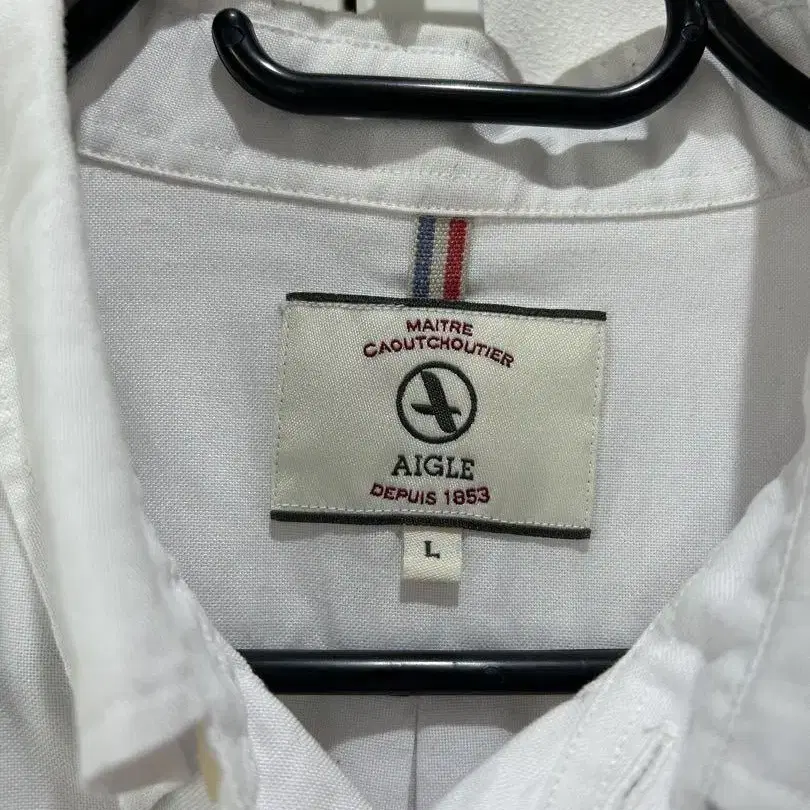 MAITRE
CAOUTCHOUTIER
AIGLE
DEPUIS 1853
L